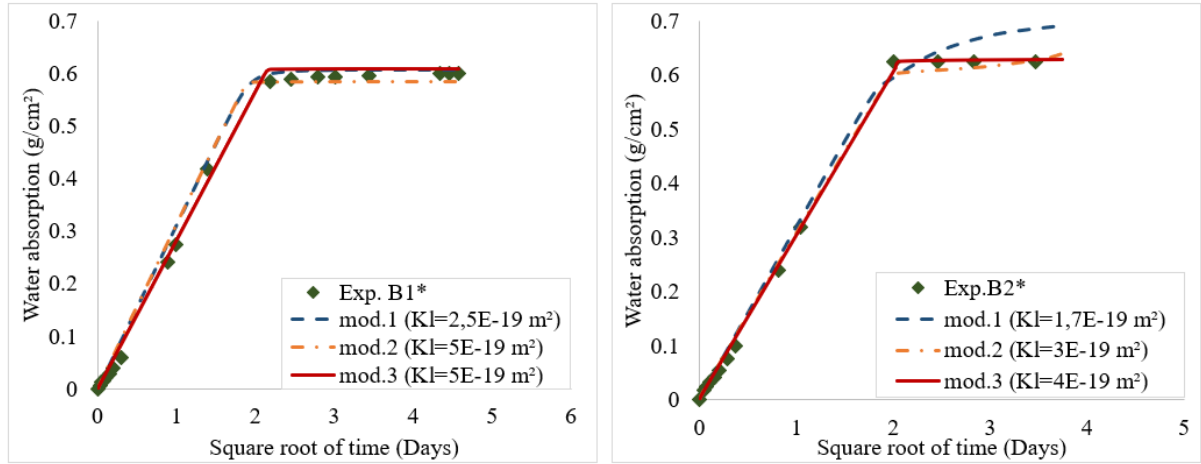 0.7
0.6
0.5
0.4
0.3
0.2
0.1
0
Water absorption (g/cm²)
0 1 2 3 4 5 6
Square root of time (Days)
Exp. B1*
mod.1 (Kl=2,5E-19 m²)
mod.2 (Kl=5E-19 m²)
mod.3 (Kl=5E-19 m²)
0.7
0.6
0.5
0.4
0.3
0.2
0.1
0
Water absorption (g/cm²)
0 1 2 3 4 5
Square root of time (Days)
Exp.B2*
mod.1 (Kl=1,7E-19 m²)
mod.2 (Kl=3E-19 m²)
mod.3 (Kl=4E-19 m²)